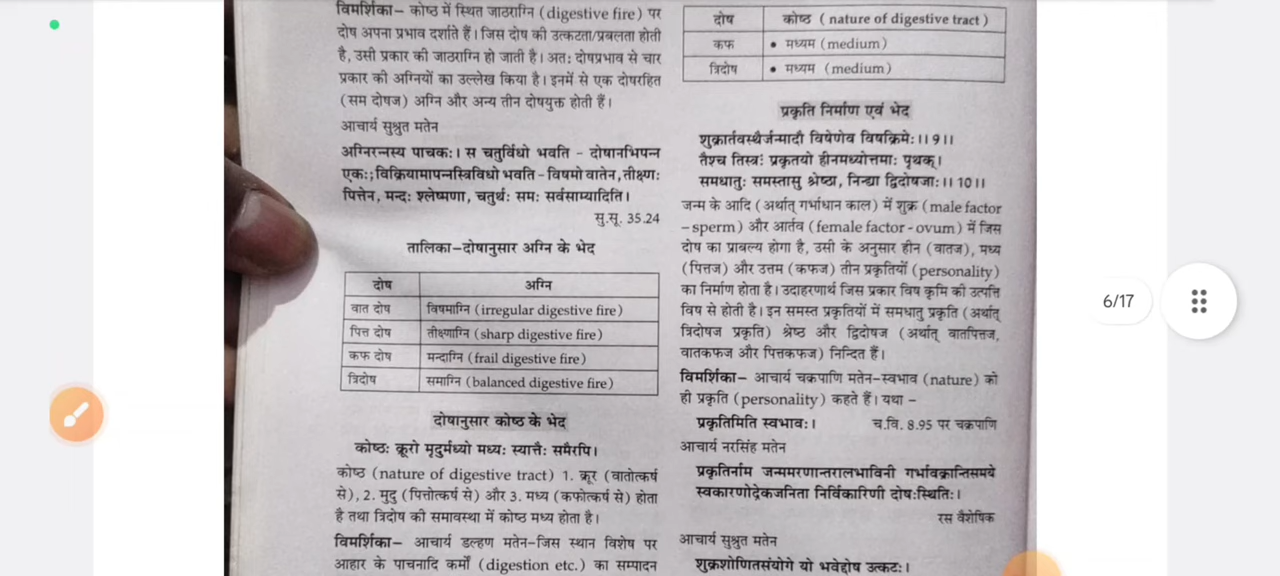 विमर्शिका– कोष्ठ में स्थित जाठराग्नि (digestive fire) पर
दोष अपना प्रभाव दर्शाते हैं। जिस दोष की उत्कटता/प्रबलता होती
है, उसी प्रकार की जाठराग्नि हो जाती है। अतः दोषप्रभाव से चार
प्रकार की अग्नियों का उल्लेख किया है। इनमें से एक दोषरहित
(सम दोषज) अग्नि और अन्य तीन दोषयुक्त होती हैं।
आचार्य सुश्रुत मतेन
अग्निरन्नस्य पाचकः। स चतुर्विधो भवति - दोषानभिपन्न
एकः; विक्रियामापन्नस्त्रिविधो भवति - विषमो वातेन, तीक्ष्णः
पित्तेन, मन्दः श्लेष्मणा, चतुर्थः समः सर्वसाम्यादिति।
सु.सू. 35.24
तालिका–दोषानुसार अग्नि के भेद
दोष अग्नि
वात दोष विषमाग्नि (irregular digestive fire)
पित्त दोष तीक्ष्णाग्नि (sharp digestive fire)
कफ दोष मन्दाग्नि (frail digestive fire)
त्रिदोष समाग्नि (balanced digestive fire)
दोषानुसार कोष्ठ के भेद
कोष्ठः क्रूरो मृदुर्मध्यो मध्यः स्यात्तैः समैरपि।
कोष्ठ (nature of digestive tract) 1. क्रूर (वातोत्कर्ष
से), 2. मुदु (पित्तोत्कर्ष से) और 3. मध्य (कफोत्कर्ष से) होता
है तथा त्रिदोष की समावस्था में कोष्ठ मध्य होता है।
विमर्शिका– आचार्य डल्हण मतेन–जिस स्थान विशेष पर
आहार के पाचनादि कर्मों (digestion etc.) का सम्पादन
दोष कोष्ठ ( nature of digestive tract )
कफ • मध्यम (medium)
त्रिदोष • मध्यम (medium)
प्रकृति निर्माण एवं भेद
शुक्रार्तवस्थैर्जन्मादौ विषेणेव विषक्रिमेः।। 9।।
तैश्च तिस्त्रः प्रकृतयो हीनमध्योत्तमाः पृथक्।
समधातुः समस्तासु श्रेष्ठा, निन्द्या द्विदोषजाः।। 10।।
जन्म के आदि (अर्थात् गर्भाधान काल) में शुक्र (male factor
–sperm) और आर्तव (female factor - ovum) में जिस
दोष का प्राबल्य होगा है, उसी के अनुसार हीन (वातज), मध्य
(पित्तज) और उत्तम (कफज) तीन प्रकृतियों (personality)
का निर्माण होता है। उदाहरणार्थ जिस प्रकार विष कृमि की उत्पत्ति
विष से होती है। इन समस्त प्रकृतियों में समधातु प्रकृति (अर्थात्
त्रिदोषज प्रकृति) श्रेष्ठ और द्विदोषज (अर्थात् वातपित्तज,
वातकफज और पित्तकफज) निन्दित हैं।
विमर्शिका– आचार्य चक्रपाणि मतेन–स्वभाव (nature) को
ही प्रकृति (personality) कहते हैं। यथा –
प्रकृतिमिति स्वभावः। च.वि. 8.95 पर चक्रपाणि
आचार्य नरसिंह मतेन
प्रकृतिर्नाम जन्ममरणान्तरालभाविनी गर्भावक्रान्तिसमये
स्वकारणोद्रेकजनिता निर्विकारिणी दोषःस्थितिः।
रस वैशेषिक
आचार्य सुश्रुत मतेन
शुक्रशोणितसंयोगे यो भवेद्दोष उत्कटः।
6/17